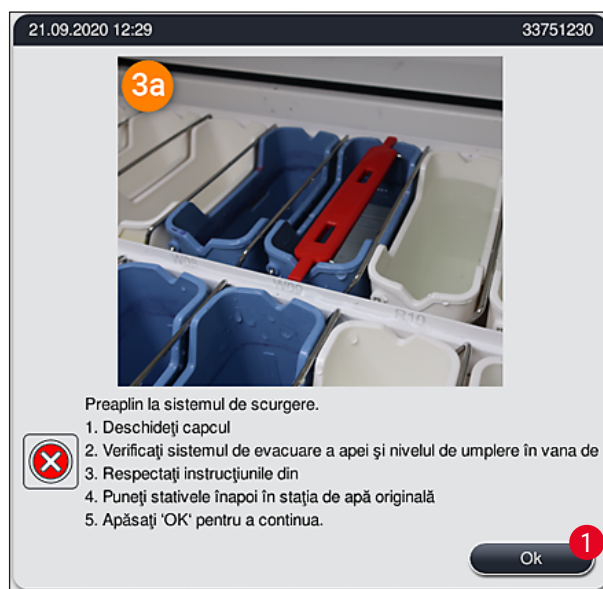 21.09.2020 12:29 33751230
3a
W08 W09 R10
Preaplin la sistemul de scurgere.
1. Deschideţi capcul
2. Verificaţi sistemul de evacuare a apei şi nivelul de umplere în vana de
3. Respectaţi instrucţiunile din
4. Puneţi stativele înapoi în staţia de apă originală
5. Apăsaţi 'OK' pentru a continua.
Ok 1